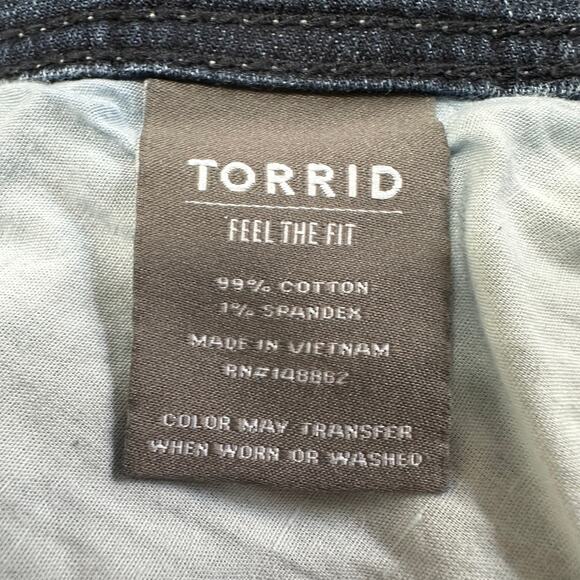 TORRID
FEEL THE FIT
99% COTTON
1% SPANDEX
MADE IN VIETNAM
RN#148862
COLOR MAY TRANSFER
WHEN WORN OR WASHED